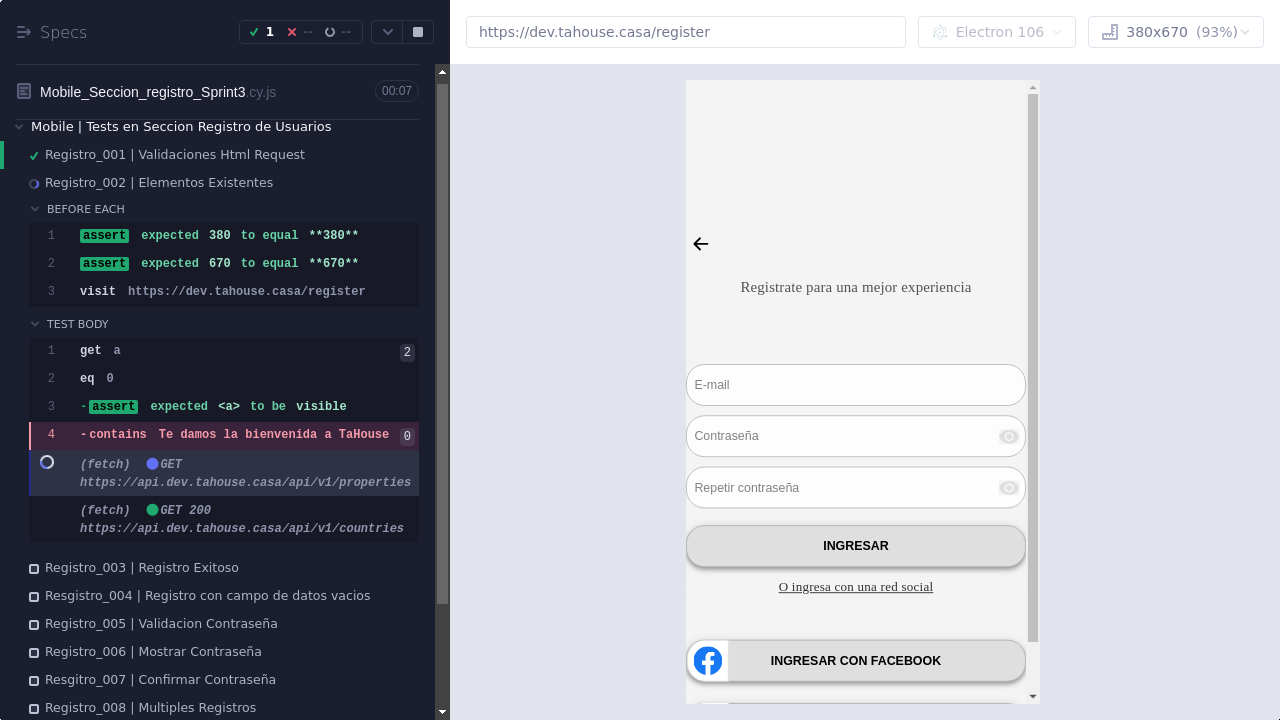 Specs
1
--
--
https://dev.tahouse.casa/register
Electron 106
380x670 (93%)
Mobile_Seccion_registro_Sprint3.cy.js
00:07
Mobile | Tests en Seccion Registro de Usuarios
Registro_001 | Validaciones Html Request
Registro_002 | Elementos Existentes
BEFORE EACH
1 assert expected 380 to equal **380**
2 assert expected 670 to equal **670**
3 visit https://dev.tahouse.casa/register
TEST BODY
1 get a 2
2 eq 0
3 -assert expected <a> to be visible
4 -contains Te damos la bienvenida a TaHouse 0
(fetch) GET
https://api.dev.tahouse.casa/api/v1/properties
(fetch) GET 200
https://api.dev.tahouse.casa/api/v1/countries
Registro_003 | Registro Exitoso
Resgistro_004 | Registro con campo de datos vacios
Registro_005 | Validacion Contraseña
Registro_006 | Mostrar Contraseña
Resgitro_007 | Confirmar Contraseña
Registro_008 | Multiples Registros
Registrate para una mejor experiencia
E-mail
Contraseña
Repetir contraseña
INGRESAR
O ingresa con una red social
INGRESAR CON FACEBOOK